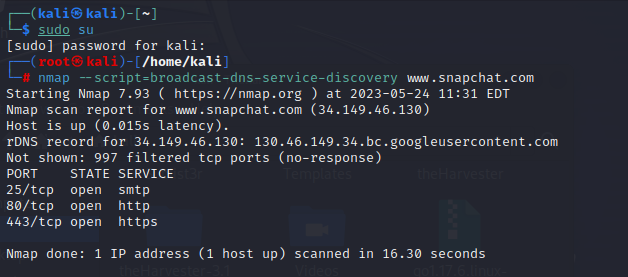 ┌──(kali㉿kali)-[~]
└─$ sudo su
[sudo] password for kali:
┌──(root㉿kali)-[/home/kali]
└─# nmap --script=broadcast-dns-service-discovery www.snapchat.com
Starting Nmap 7.93 ( https://nmap.org ) at 2023-05-24 11:31 EDT
Nmap scan report for www.snapchat.com (34.149.46.130)
Host is up (0.015s latency).
rDNS record for 34.149.46.130: 130.46.149.34.bc.googleusercontent.com
Not shown: 997 filtered tcp ports (no-response)
PORT    STATE SERVICE
25/tcp  open  smtp
80/tcp  open  http
443/tcp open  https
Nmap done: 1 IP address (1 host up) scanned in 16.30 seconds
Templates
theHarvester
Videos